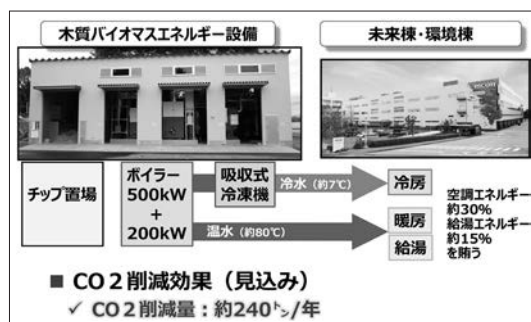 木質バイオマスエネルギー設備
未来棟・環境棟
RICOH
チップ置場
ボイラー
500kW
+
200kW
吸収式
冷凍機
冷水（約7℃）
温水（約80℃）
冷房
暖房
給湯
空調エネルギー
約30%
給湯エネルギー
約15%
を賄う
■ CO2削減効果（見込み）
✓ CO2削減量：約240㌧/年